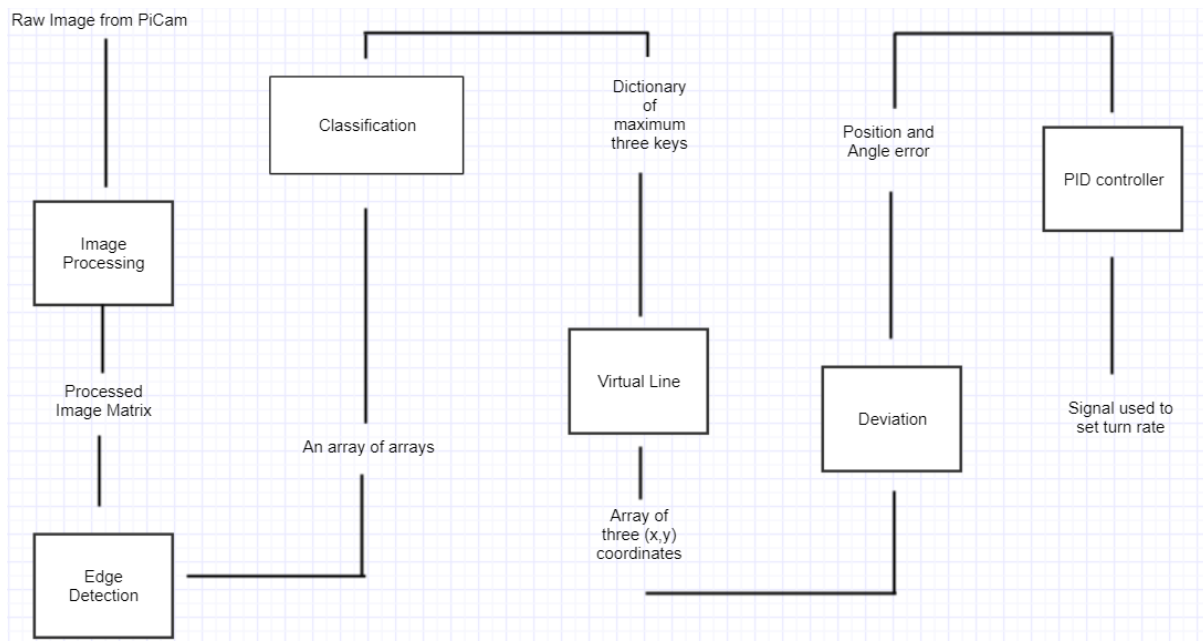 Raw Image from PiCam
Image
Processing
Processed
Image Matrix
Edge
Detection
An array of arrays
Classification
Dictionary
of
maximum
three keys
Virtual Line
Array of
three (x,y)
coordinates
Deviation
Position and
Angle error
PID controller
Signal used to
set turn rate